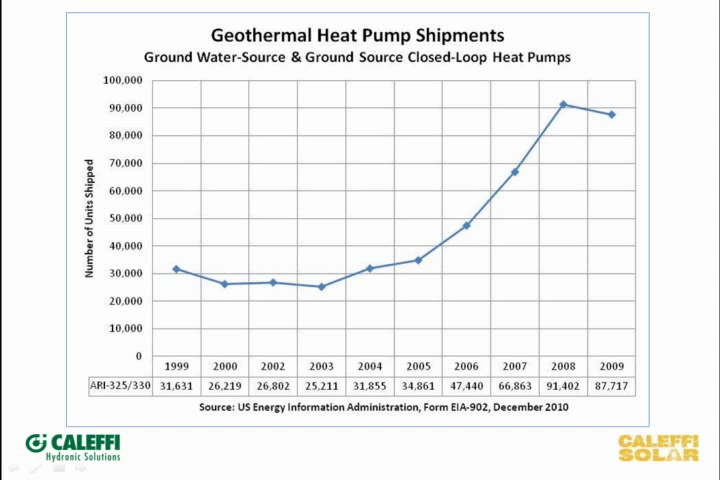 Geothermal Heat Pump Shipments
Ground Water-Source & Ground Source Closed-Loop Heat Pumps
Number of Units Shipped
100,000
90,000
80,000
70,000
60,000
50,000
40,000
30,000
20,000
10,000
0
1999 2000 2002 2003 2004 2005 2006 2007 2008 2009
ARI-325/330 31,631 26,219 26,802 25,211 31,855 34,861 47,440 66,863 91,402 87,717
Source: US Energy Information Administration, Form EIA-902, December 2010
CALEFFI
Hydronic Solutions
CALEFFI
SOLAR